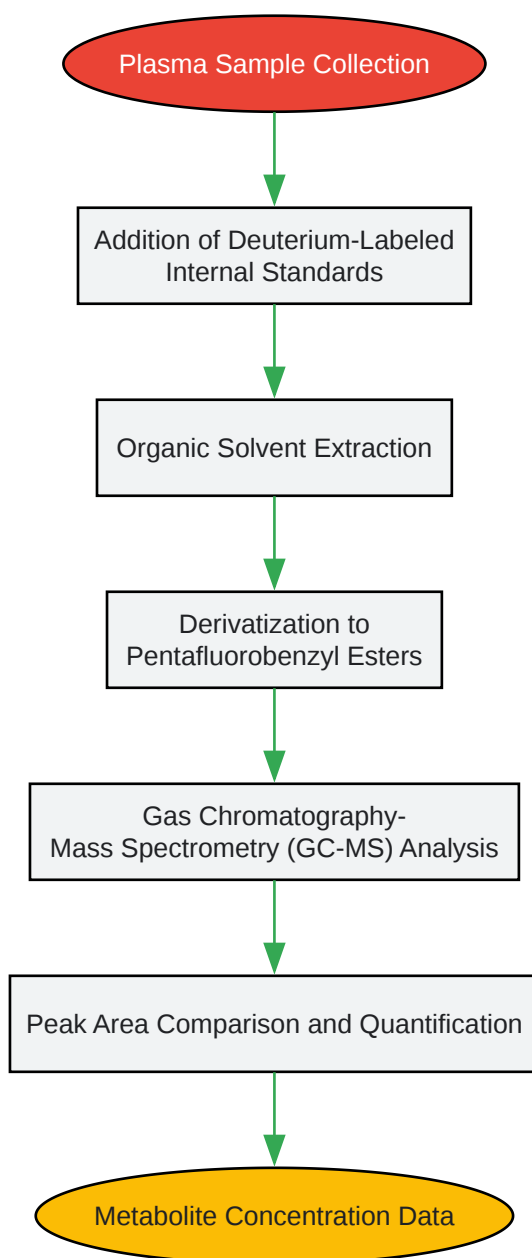 Plasma Sample Collection
Addition of Deuterium-Labeled
Internal Standards
Organic Solvent Extraction
Derivatization to
Pentafluorobenzyl Esters
Gas Chromatography-
Mass Spectrometry (GC-MS) Analysis
Peak Area Comparison and Quantification
Metabolite Concentration Data